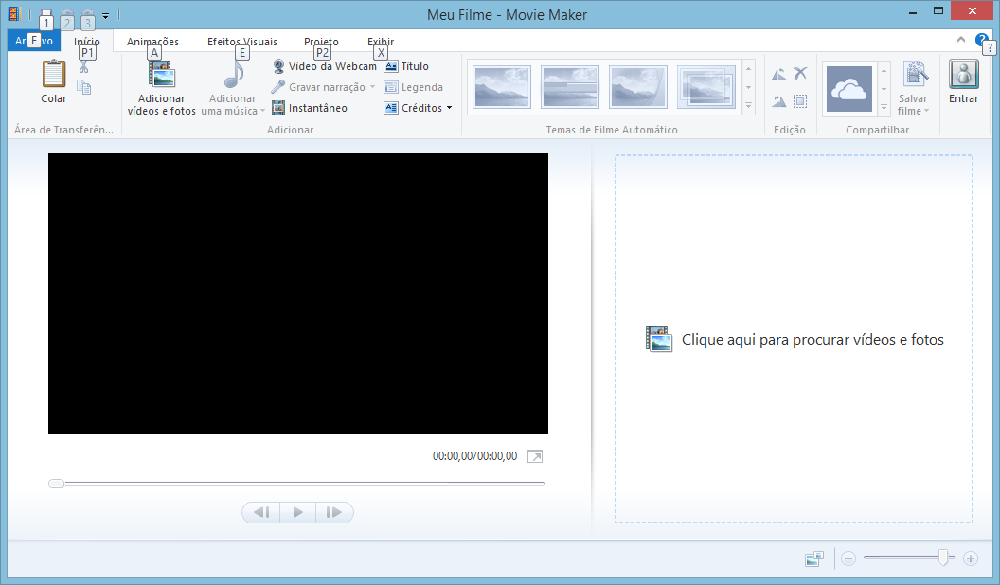 Meu Filme - Movie Maker
1 2 3
Ar F vo Início Animações Efeitos Visuais Projeto Exibir
P1 A E P2 X ?
Colar
Área de Transferên...
Adicionar
vídeos e fotos
Adicionar
uma música
Vídeo da Webcam
Gravar narração
Instantâneo
Título
Legenda
Créditos
Adicionar
Temas de Filme Automático
Edição
Salvar
filme
Compartilhar
Entrar
Clique aqui para procurar vídeos e fotos
00:00,00/00:00,00